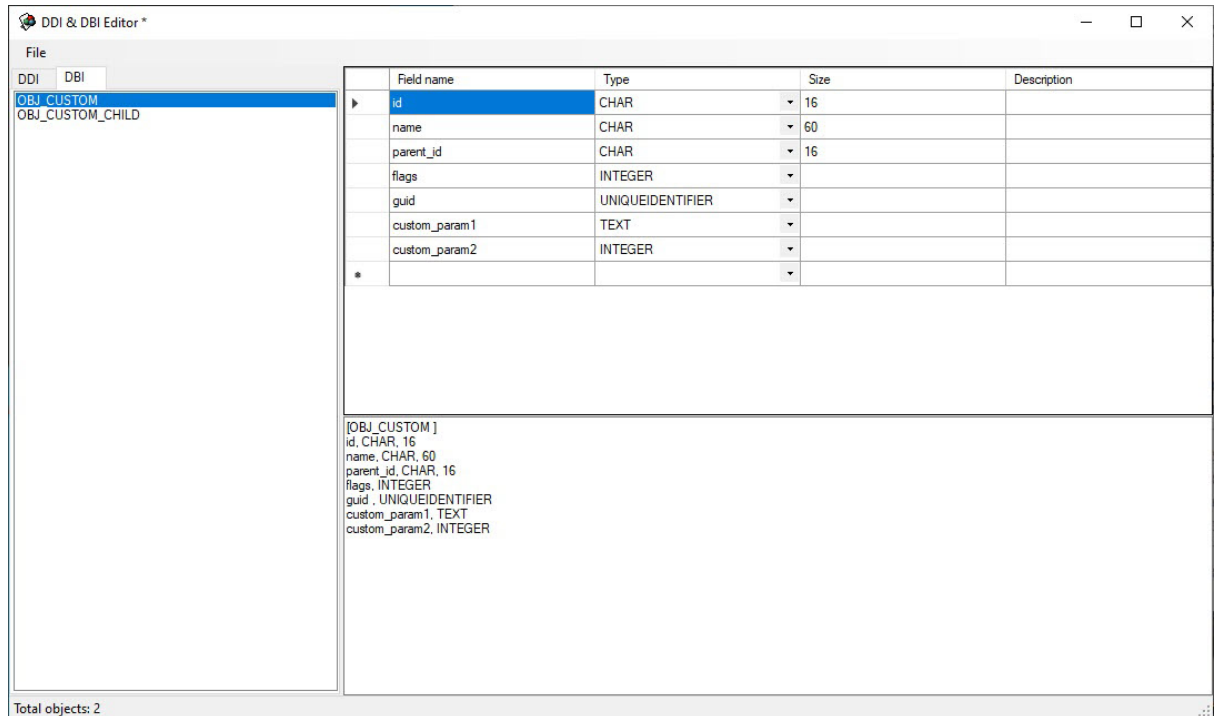 DDI & DBI Editor *
File
DDI DBI
OBJ_CUSTOM
OBJ_CUSTOM_CHILD
Field name Type Size Description
id CHAR 16
name CHAR 60
parent_id CHAR 16
flags INTEGER
guid UNIQUEIDENTIFIER
custom_param1 TEXT
custom_param2 INTEGER
[OBJ_CUSTOM ]
id, CHAR, 16
name, CHAR, 60
parent_id, CHAR, 16
flags, INTEGER
guid , UNIQUEIDENTIFIER
custom_param1, TEXT
custom_param2, INTEGER
Total objects: 2